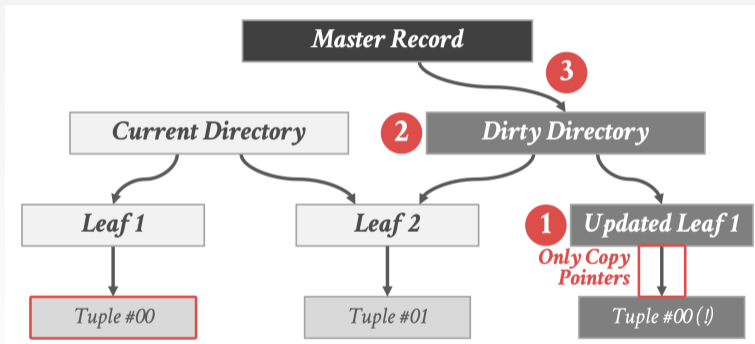 Master Record
3
Current Directory
2
Dirty Directory
Leaf 1
Leaf 2
1
Updated Leaf 1
Only Copy
Pointers
Tuple #00
Tuple #01
Tuple #00 (!)